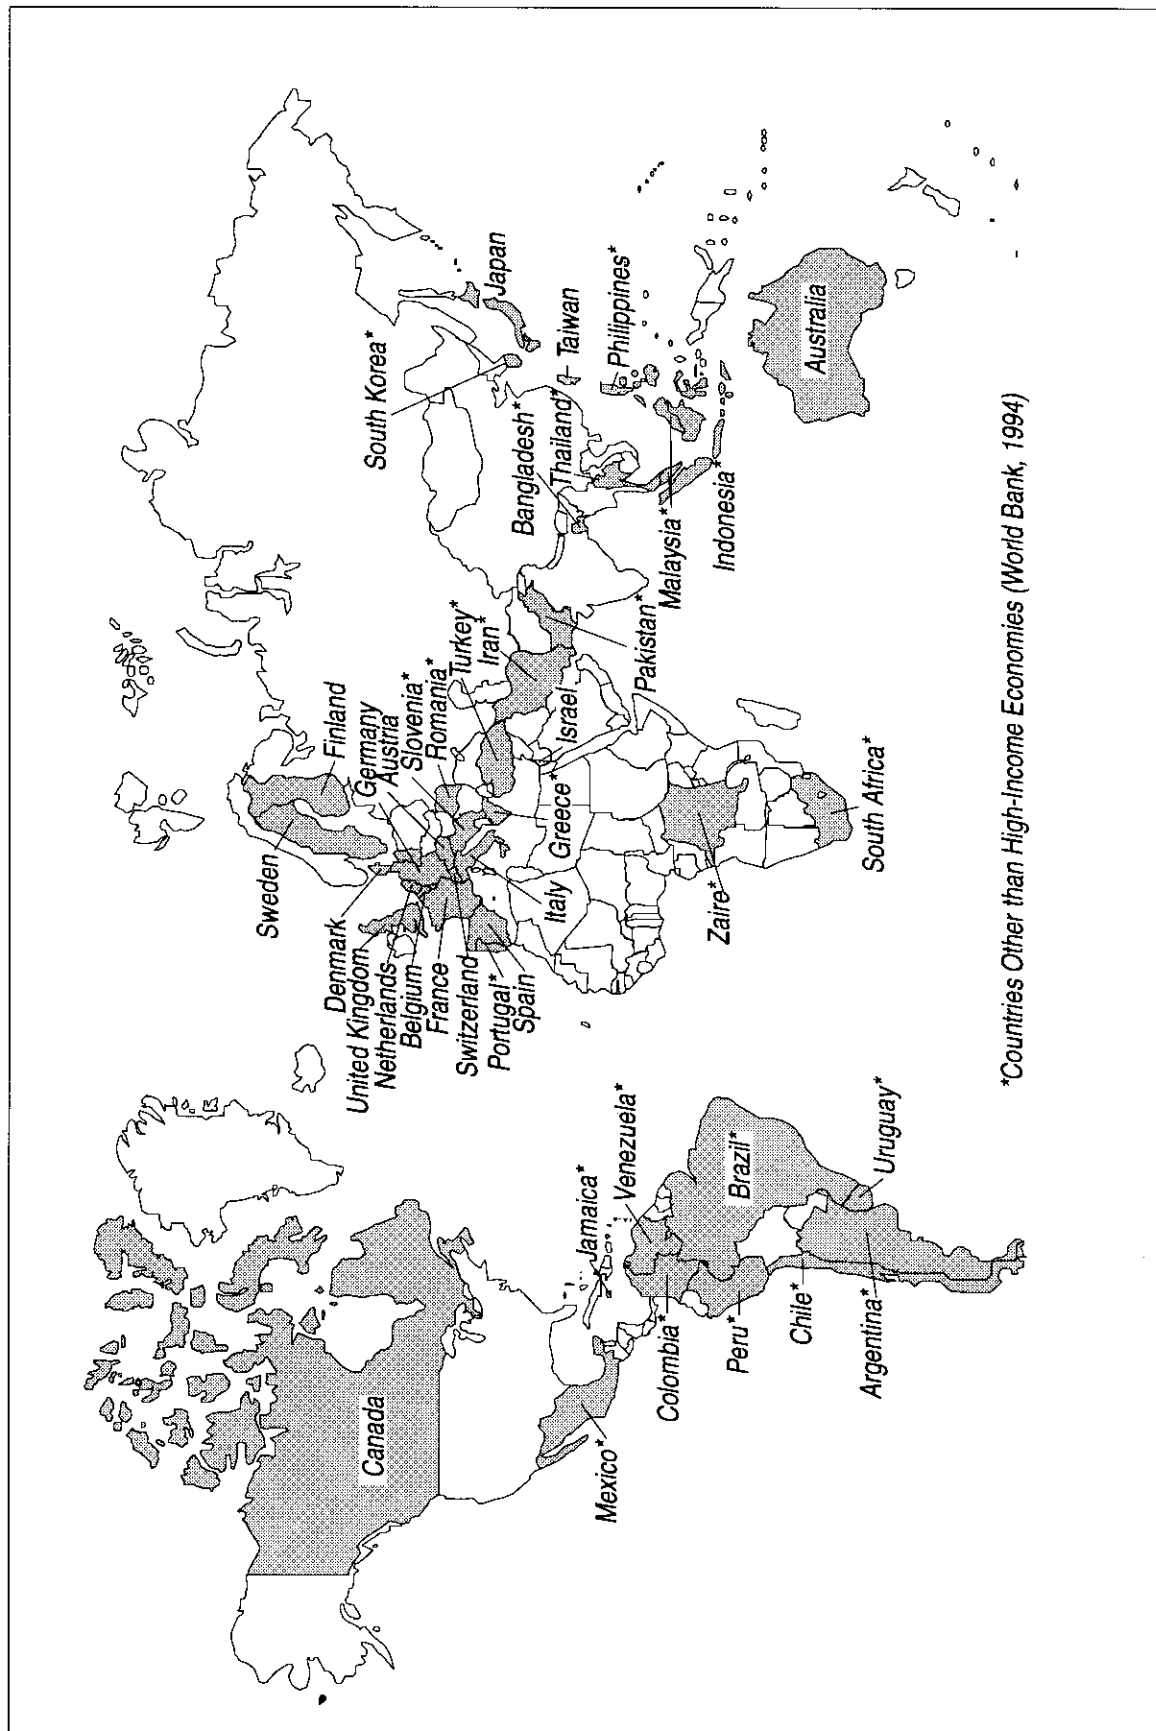 Canada
Mexico*
Jamaica*
Venezuela*
Colombia*
Brazil*
Peru*
Chile*
Uruguay*
Argentina*
Sweden
Finland
Denmark
United Kingdom
Netherlands
Belgium
France
Switzerland
Portugal*
Spain
Germany
Austria
Slovenia*
Romania*
Turkey*
Iran*
Italy
Greece*
Israel
Pakistan*
Zaire*
South Africa*
South Korea*
Japan
Taiwan
Bangladesh*
Thailand*
Philippines*
Malaysia*
Indonesia*
Australia
*Countries Other than High-Income Economies (World Bank, 1994)